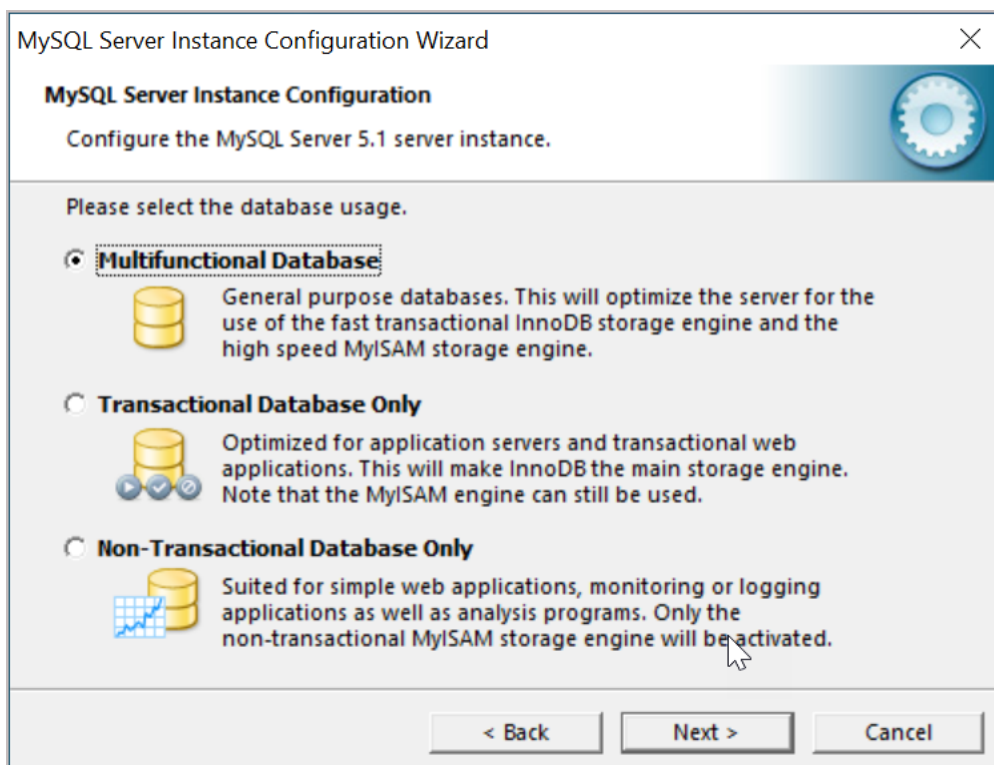 MySQL Server Instance Configuration Wizard
MySQL Server Instance Configuration
Configure the MySQL Server 5.1 server instance.
Please select the database usage.
Multifunctional Database
General purpose databases. This will optimize the server for the
use of the fast transactional InnoDB storage engine and the
high speed MyISAM storage engine.
Transactional Database Only
Optimized for application servers and transactional web
applications. This will make InnoDB the main storage engine.
Note that the MyISAM engine can still be used.
Non-Transactional Database Only
Suited for simple web applications, monitoring or logging
applications as well as analysis programs. Only the
non-transactional MyISAM storage engine will be activated.
< Back Next > Cancel